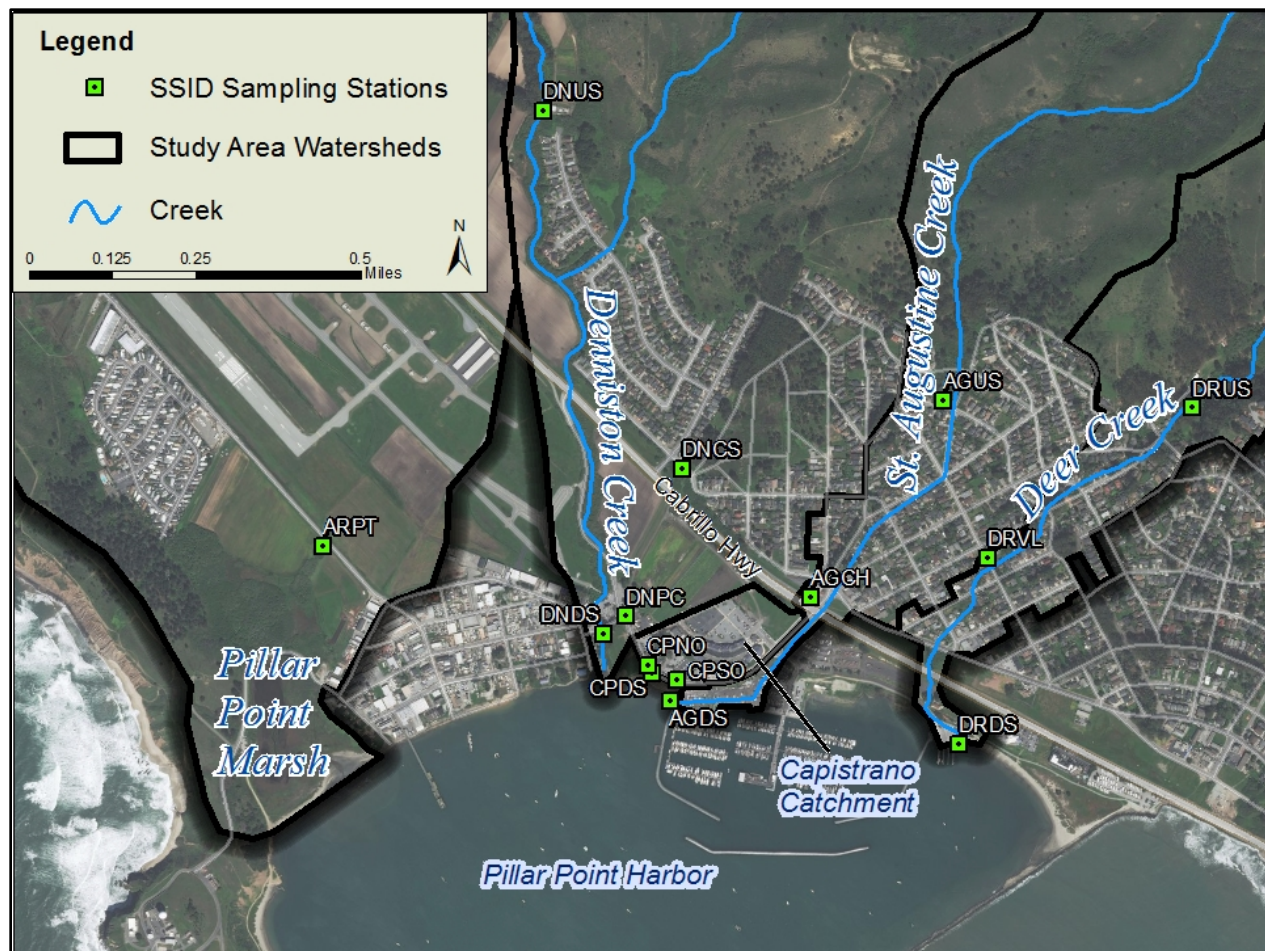 Legend
SSID Sampling Stations
Study Area Watersheds
Creek
N
0 0.125 0.25 0.5
Miles
DNUS
St. Augustine Creek
Denniston Creek
AGUS
DRUS
Deer Creek
DNCS
Cabrillo Hwy
ARPT
DRVL
AGCH
DNPC
DNDS
CPNO
CPDS
CPSO
AGDS
Pillar
Point
Marsh
DRDS
Capistrano
Catchment
Pillar Point Harbor